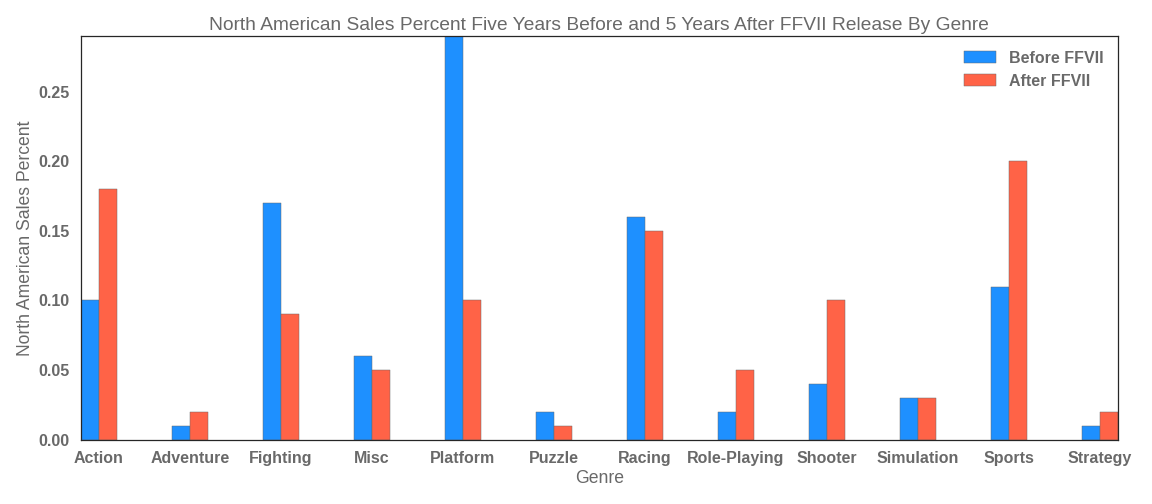 North American Sales Percent Five Years Before and 5 Years After FFVII Release By Genre
Before FFVII
After FFVII
North American Sales Percent
0.25
0.20
0.15
0.10
0.05
0.00
Action Adventure Fighting Misc Platform Puzzle Racing Role-Playing Shooter Simulation Sports Strategy
Genre